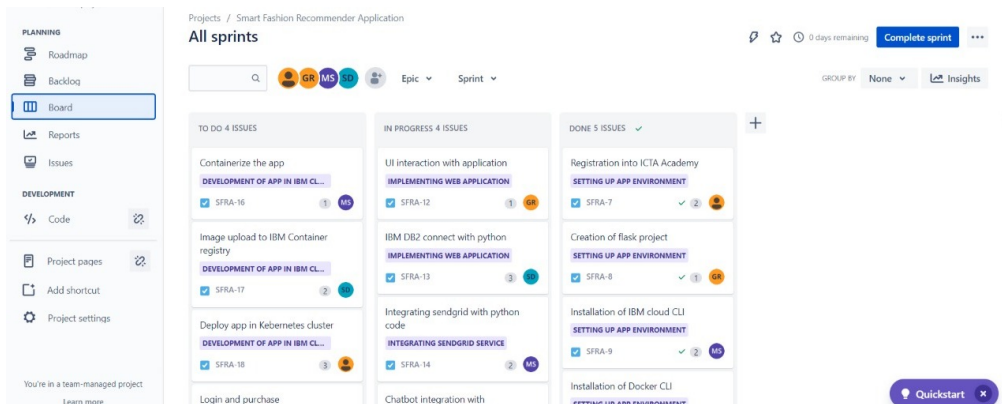 Projects / Smart Fashion Recommender Application
All sprints
0 days remaining
Complete sprint
PLANNING
Roadmap
Backlog
Board
Reports
Issues
DEVELOPMENT
Code
Project pages
Add shortcut
Project settings
You're in a team-managed project
Learn more
GR
MS
SD
Epic
Sprint
GROUP BY
None
Insights
TO DO 4 ISSUES
Containerize the app
DEVELOPMENT OF APP IN IBM CL...
SFRA-16
1
MS
Image upload to IBM Container
registry
DEVELOPMENT OF APP IN IBM CL...
SFRA-17
2
SD
Deploy app in Kebernetes cluster
DEVELOPMENT OF APP IN IBM CL...
SFRA-18
3
Login and purchase
IN PROGRESS 4 ISSUES
UI interaction with application
IMPLEMENTING WEB APPLICATION
SFRA-12
1
GR
IBM DB2 connect with python
IMPLEMENTING WEB APPLICATION
SFRA-13
3
SD
Integrating sendgrid with python
code
INTEGRATING SENDGRID SERVICE
SFRA-14
2
MS
Chatbot integration with
DONE 5 ISSUES
Registration into ICTA Academy
SETTING UP APP ENVIRONMENT
SFRA-7
2
Creation of flask project
SETTING UP APP ENVIRONMENT
SFRA-8
1
GR
Installation of IBM cloud CLI
SETTING UP APP ENVIRONMENT
SFRA-9
2
MS
Installation of Docker CLI
SETTING UP APP ENVIRONMENT
Quickstart